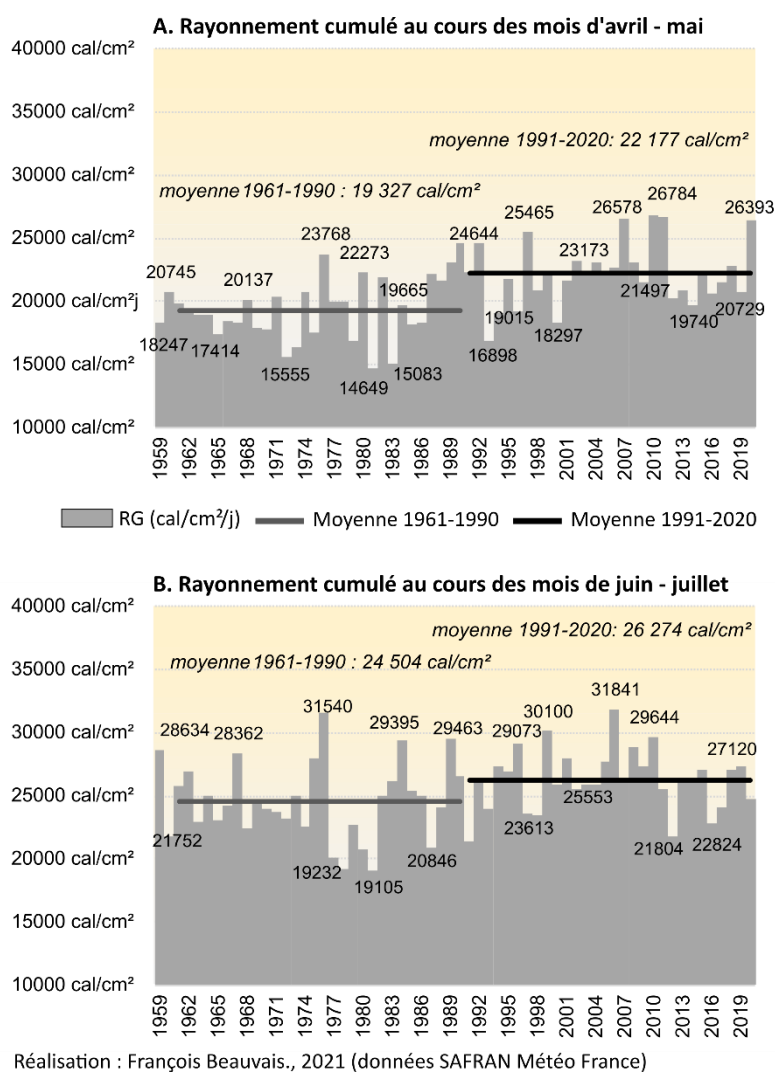 A. Rayonnement cumulé au cours des mois d'avril - mai
40000 cal/cm²
35000 cal/cm²
moyenne 1991-2020: 22 177 cal/cm²
30000 cal/cm²
moyenne 1961-1990 : 19 327 cal/cm²
26578 26784 26393
25465
25000 cal/cm²
23768 24644
22273 23173
20745 20137
19665
20000 cal/cm²j
21497
19015 19740 20729
18247 17414 18297
16898
15000 cal/cm²
15555 15083
14649
10000 cal/cm²
1959 1962 1965 1968 1971 1974 1977 1980 1983 1986 1989 1992 1995 1998 2001 2004 2007 2010 2013 2016 2019
RG (cal/cm²/j) Moyenne 1961-1990 Moyenne 1991-2020
B. Rayonnement cumulé au cours des mois de juin - juillet
40000 cal/cm²
moyenne 1991-2020: 26 274 cal/cm²
35000 cal/cm²
moyenne 1961-1990 : 24 504 cal/cm²
31540 31841
30100
28634 28362 29395 29463 29073 29644
30000 cal/cm²
27120
25000 cal/cm²
25553
23613
21752 20846 21804 22824
20000 cal/cm²
19232 19105
15000 cal/cm²
10000 cal/cm²
1959 1962 1965 1968 1971 1974 1977 1980 1983 1986 1989 1992 1995 1998 2001 2004 2007 2010 2013 2016 2019
Réalisation : François Beauvais., 2021 (données SAFRAN Météo France)